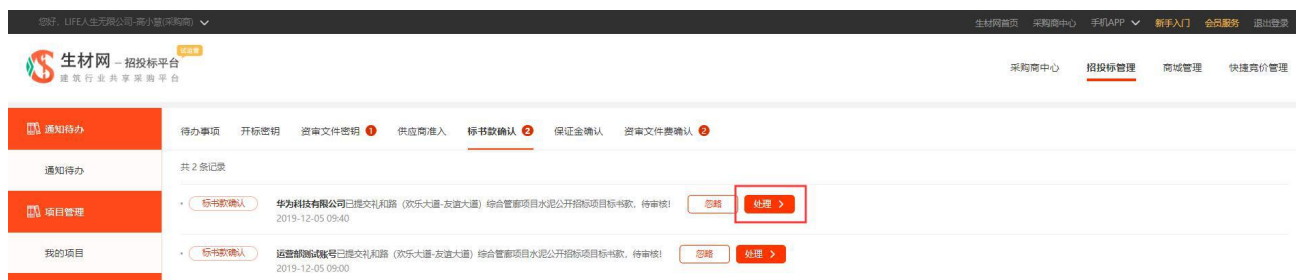 您好，LIFE人生无限公司-高小慧(采购商) 生材网首页 采购商中心 手机APP 新手入门 会员服务 退出登录
生材网 – 招投标平台 试运营
建筑行业共享采购平台
采购商中心 招投标管理 商城管理 快捷竞价管理
通知待办
待办事项 开标密钥 资审文件密钥 1 供应商准入 标书款确认 2 保证金确认 资审文件费确认 2
通知待办
共 2 条记录
项目管理
标书款确认 华为科技有限公司已提交礼和路（欢乐大道-友谊大道）综合管廊项目水泥公开招标项目标书款，待审核! 忽略 处理 >
2019-12-05 09:40
我的项目
标书款确认 运营部测试账号已提交礼和路（欢乐大道-友谊大道）综合管廊项目水泥公开招标项目标书款，待审核! 忽略 处理 >
2019-12-05 09:00